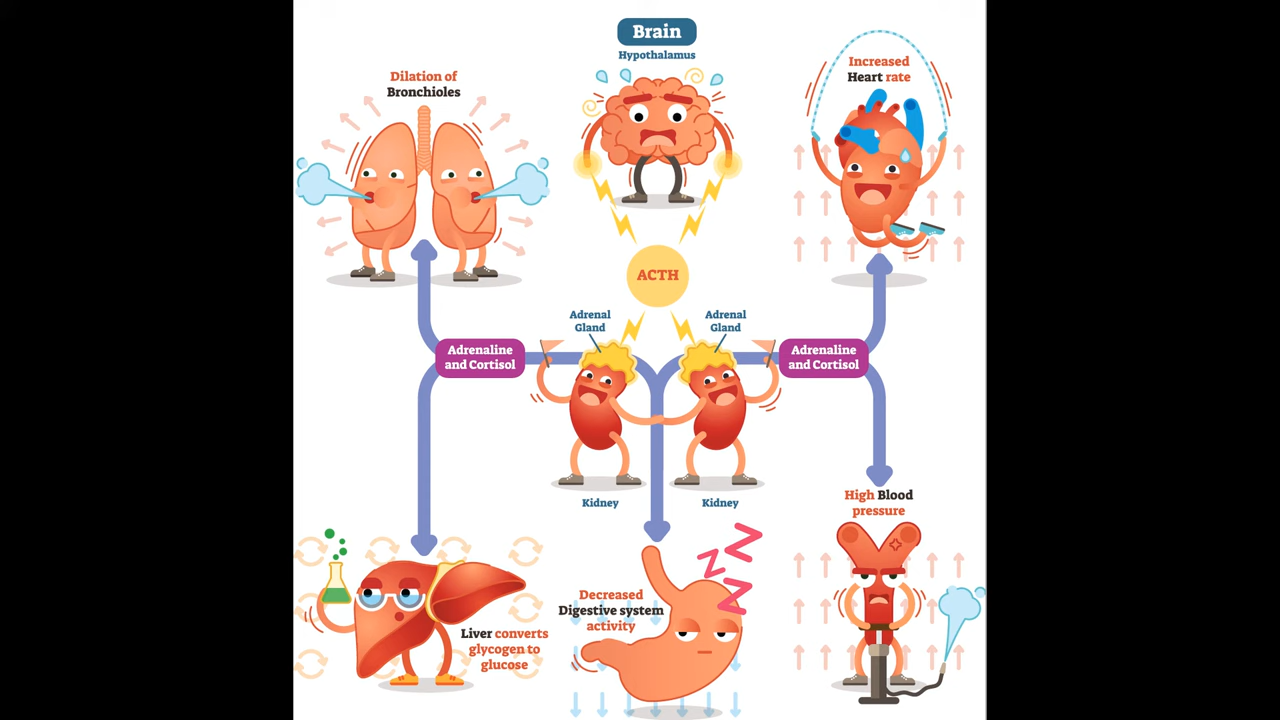 Brain
Hypothalamus
Dilation of
Bronchioles
Increased
Heart rate
ACTH
Adrenal
Gland
Adrenal
Gland
Adrenaline
and Cortisol
Adrenaline
and Cortisol
Kidney
Kidney
High Blood
pressure
Decreased
Digestive system
activity
Liver converts
glycogen to
glucose
Z
Z
Z